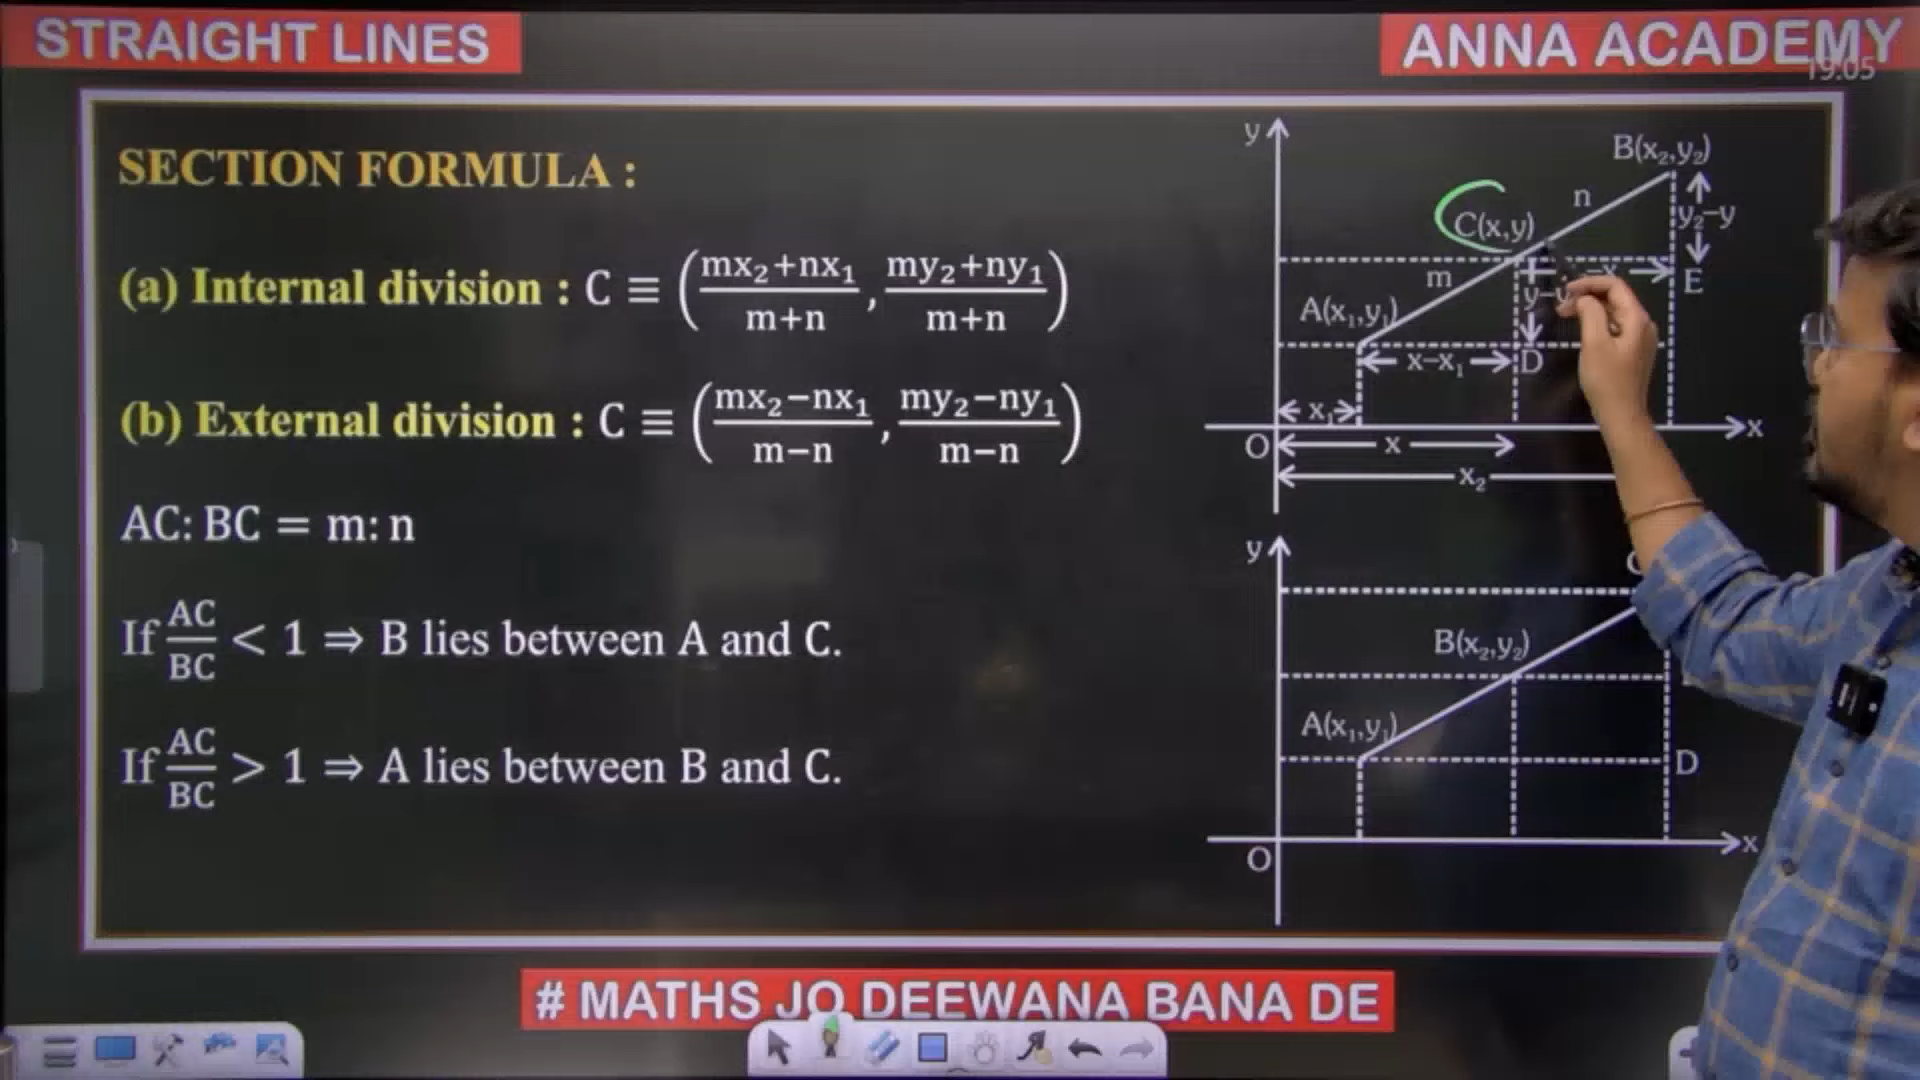 STRAIGHT LINES
ANNA ACADEMY
19:05
SECTION FORMULA :
(a) Internal division : C ≡ ( (mx₂+nx₁)/(m+n) , (my₂+ny₁)/(m+n) )
(b) External division : C ≡ ( (mx₂−nx₁)/(m−n) , (my₂−ny₁)/(m−n) )
AC: BC = m: n
If AC/BC < 1 ⇒ B lies between A and C.
If AC/BC > 1 ⇒ A lies between B and C.
y
B(x₂,y₂)
n
C(x,y)
y₂−y
m
E
A(x₁,y₁)
x−x₁
D
x₁
x
O
x
x₂
y
B(x₂,y₂)
A(x₁,y₁)
D
x
O
# MATHS JO DEEWANA BANA DE